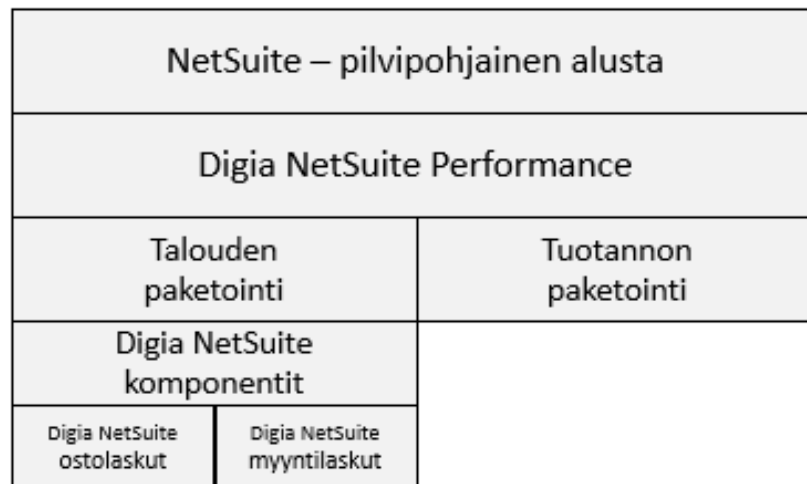 NetSuite – pilvipohjainen alusta
Digia NetSuite Performance
Talouden
paketointi
Tuotannon
paketointi
Digia NetSuite
komponentit
Digia NetSuite
ostolaskut
Digia NetSuite
myyntilaskut